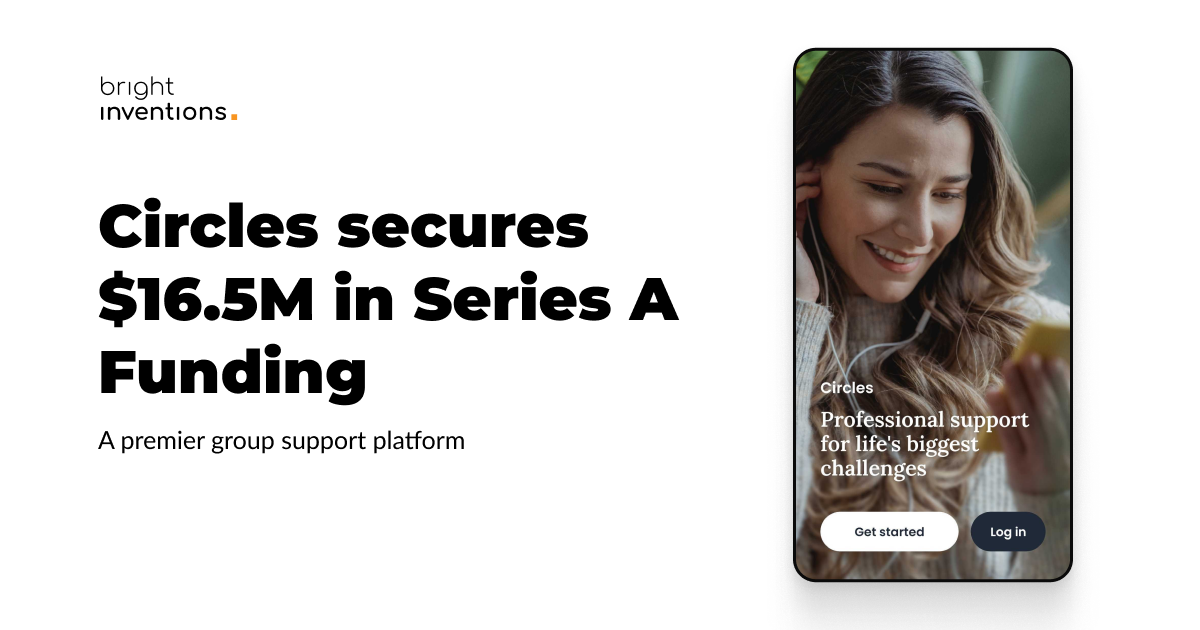 bright
inventions.
Circles secures
$16.5M in Series A
Funding
A premier group support platform
Circles
Professional support
for life's biggest
challenges
Get started
Log in